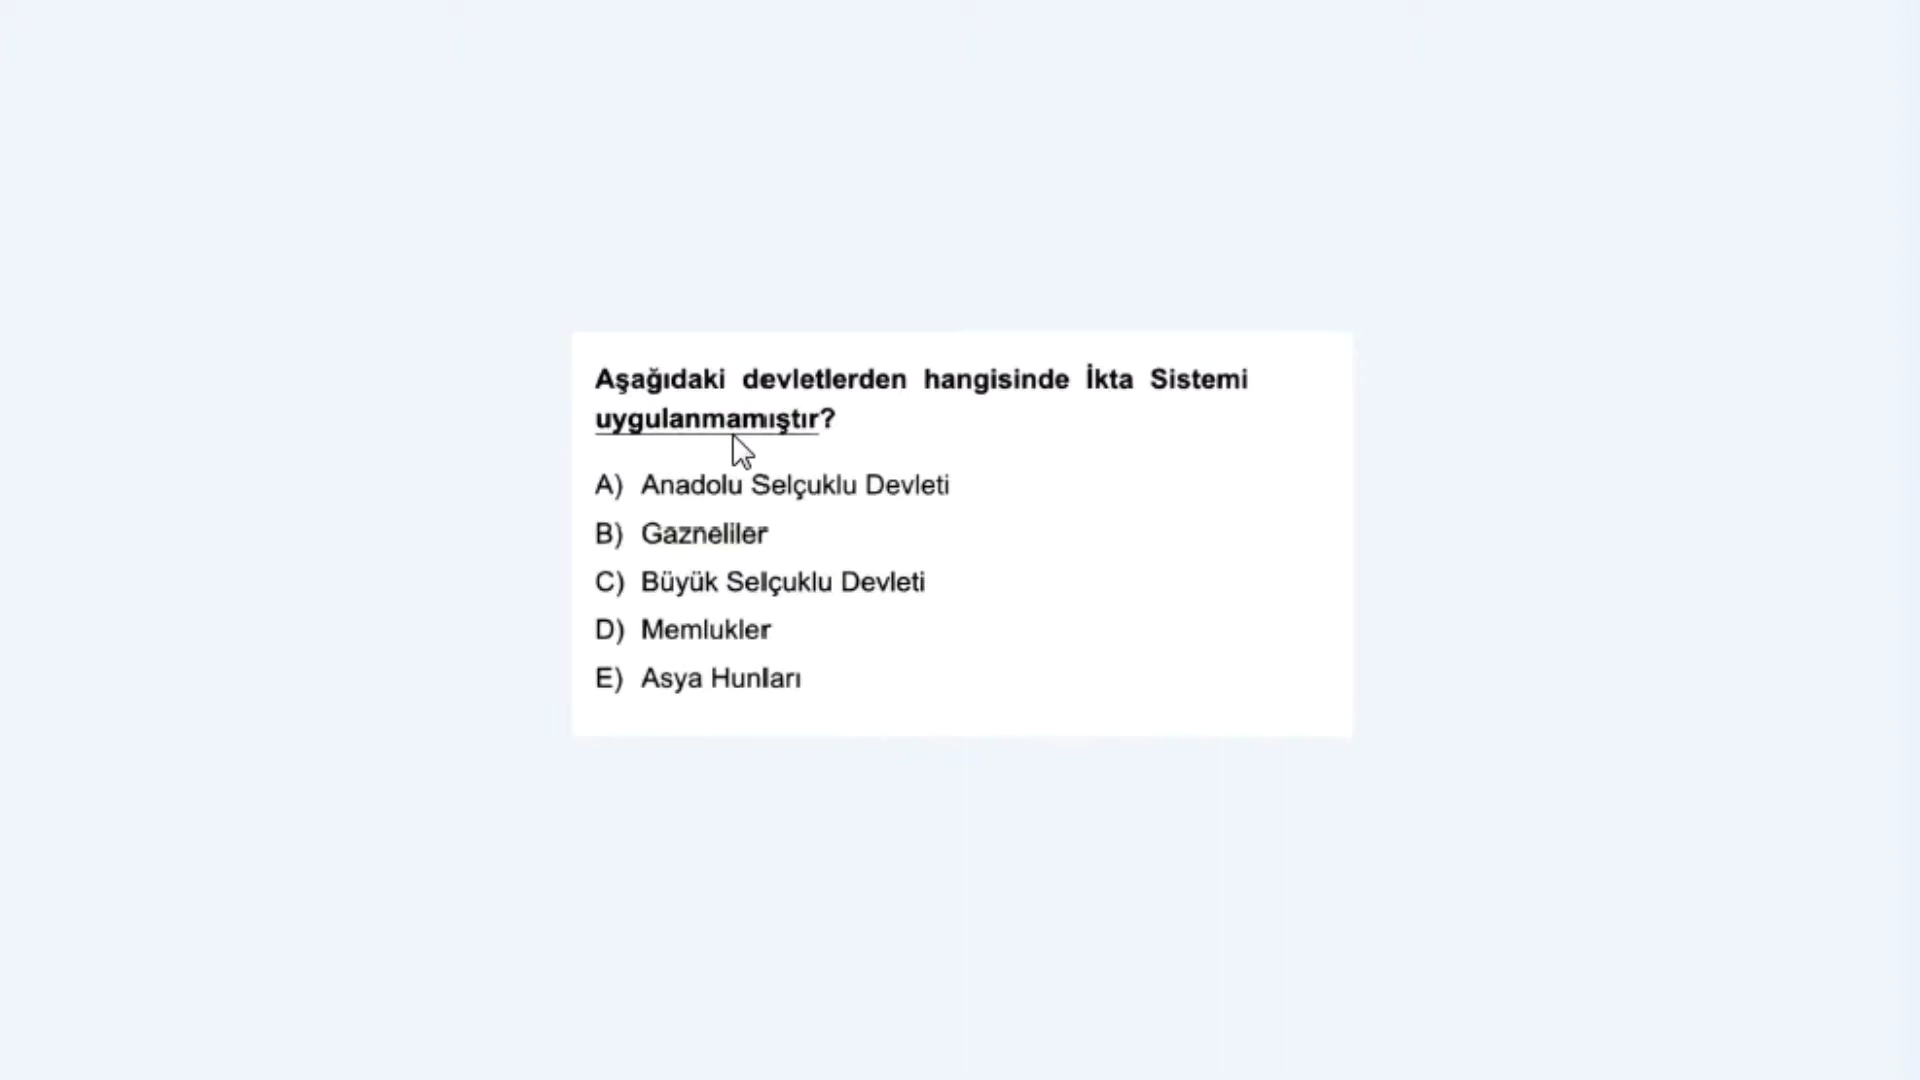 Aşağıdaki devletlerden hangisinde İkta Sistemi
uygulanmamıştır?
A) Anadolu Selçuklu Devleti
B) Gazneliler
C) Büyük Selçuklu Devleti
D) Memlukler
E) Asya Hunları